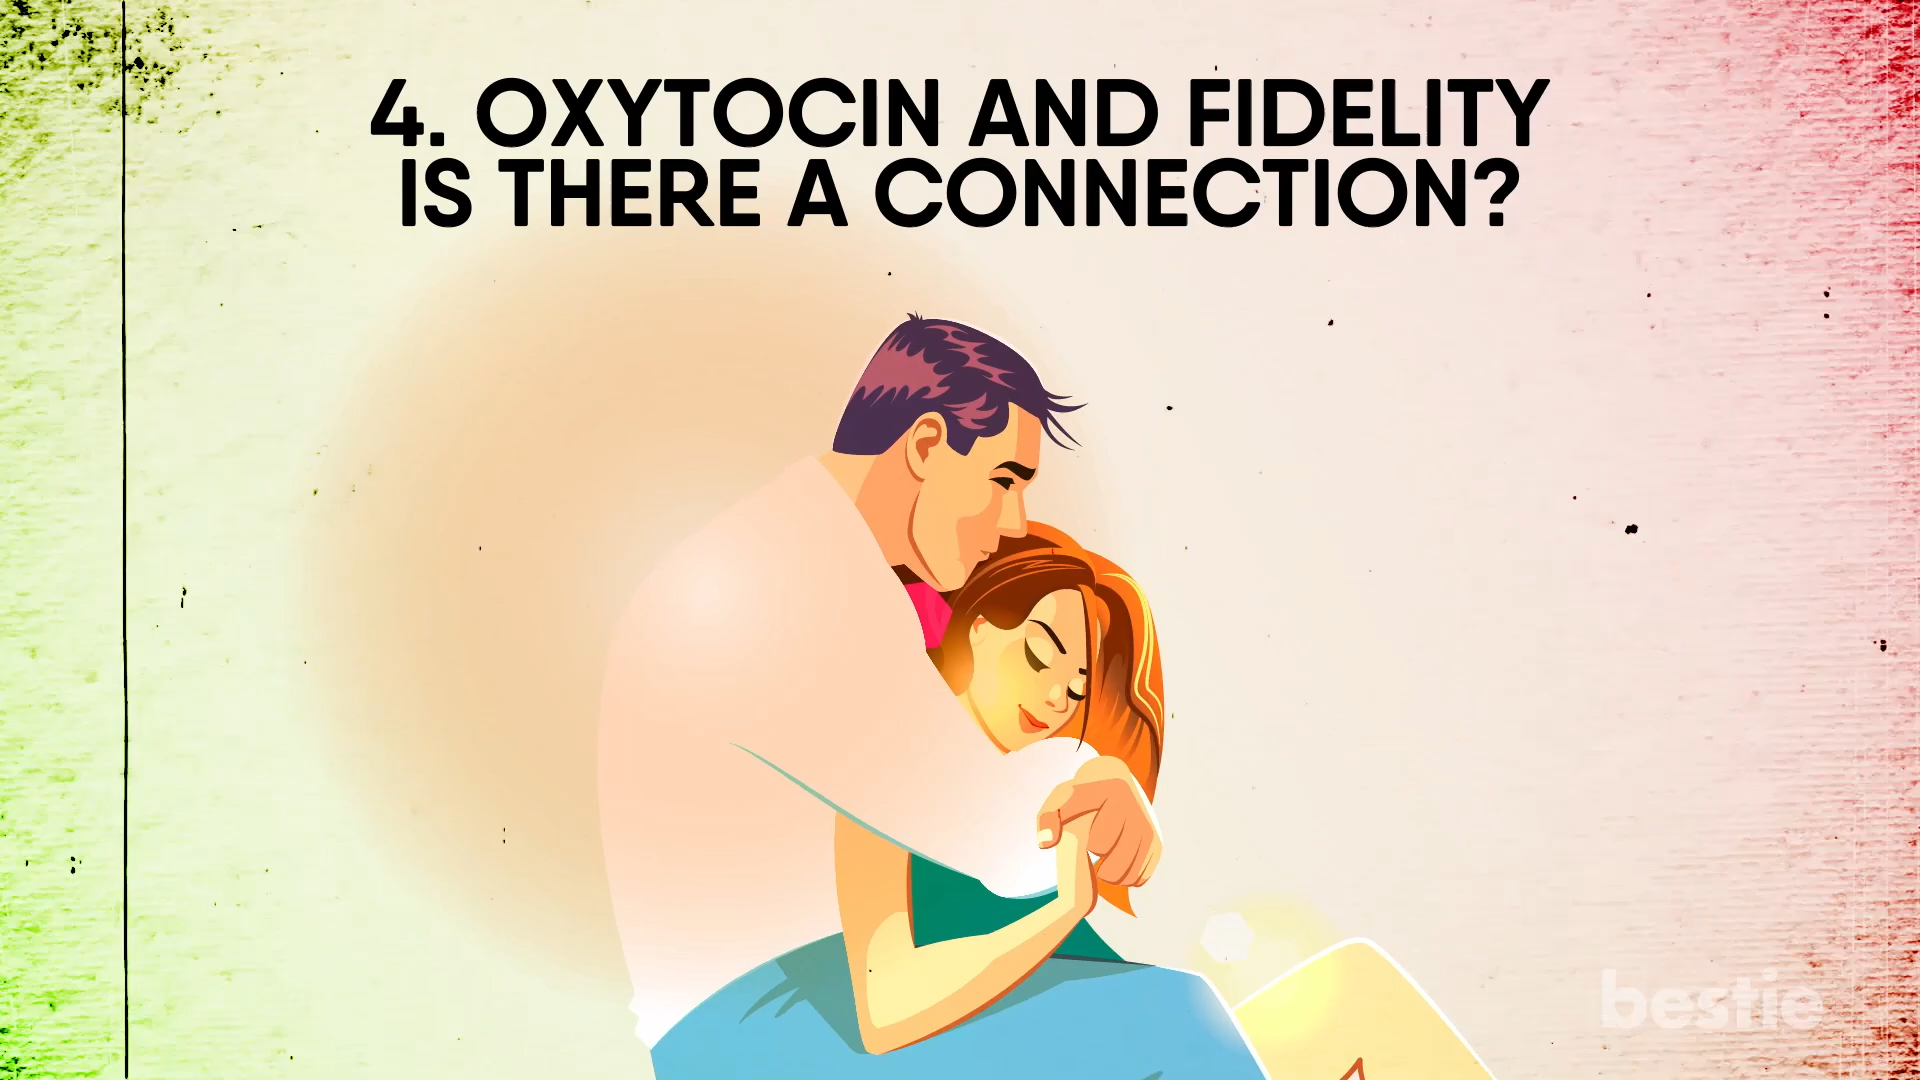 4. OXYTOCIN AND FIDELITY
IS THERE A CONNECTION?
bestie